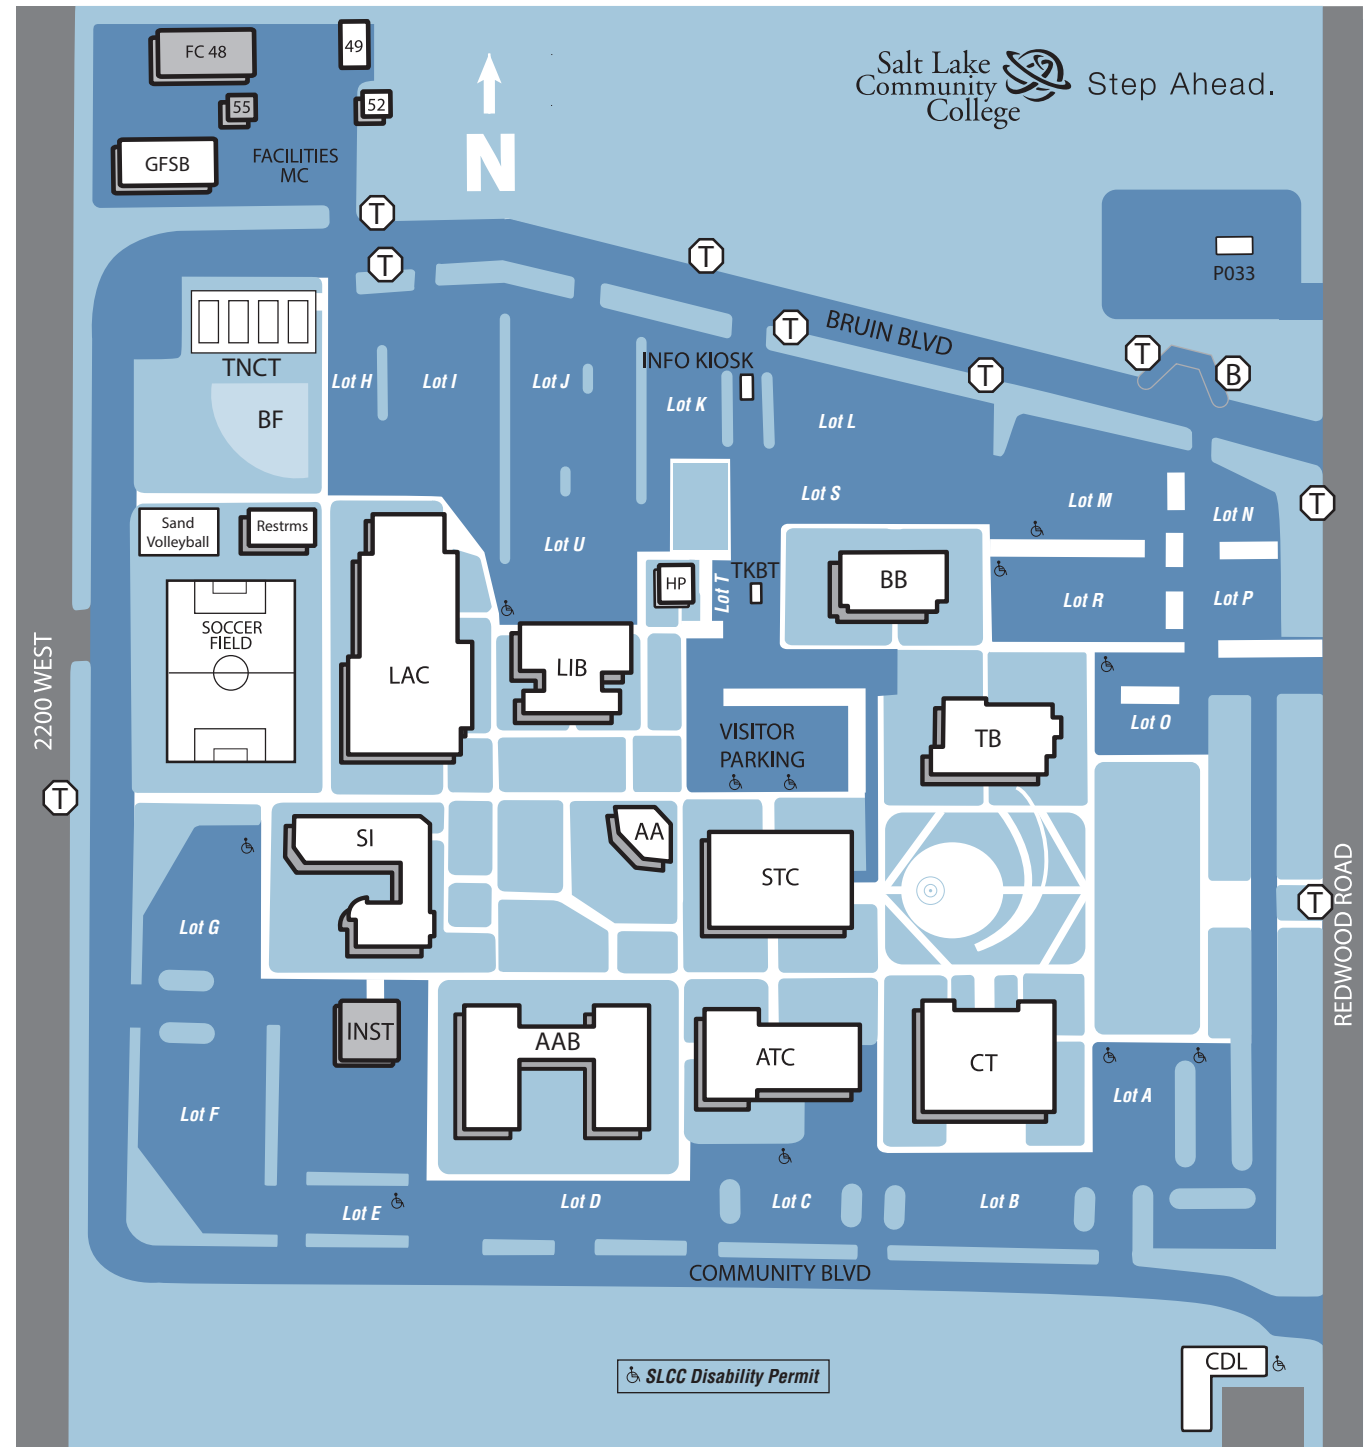 FC 48
49
55
52
GFSB
FACILITIES
MC
N
Salt Lake
Community
College
Step Ahead.
T
T
T
T
T
T
B
T
T
T
P033
BRUIN BLVD
TNCT
BF
Lot H
Lot I
Lot J
INFO KIOSK
Lot K
Lot L
Lot S
Lot M
Lot N
Sand
Volleyball
Restrms
Lot U
HP
Lot T
TKBT
BB
Lot R
Lot P
SOCCER
FIELD
LAC
LIB
2200 WEST
VISITOR
PARKING
TB
Lot O
SI
AA
STC
Lot G
REDWOOD ROAD
INST
AAB
ATC
CT
Lot F
Lot A
Lot E
Lot D
Lot C
Lot B
COMMUNITY BLVD
SLCC Disability Permit
CDL